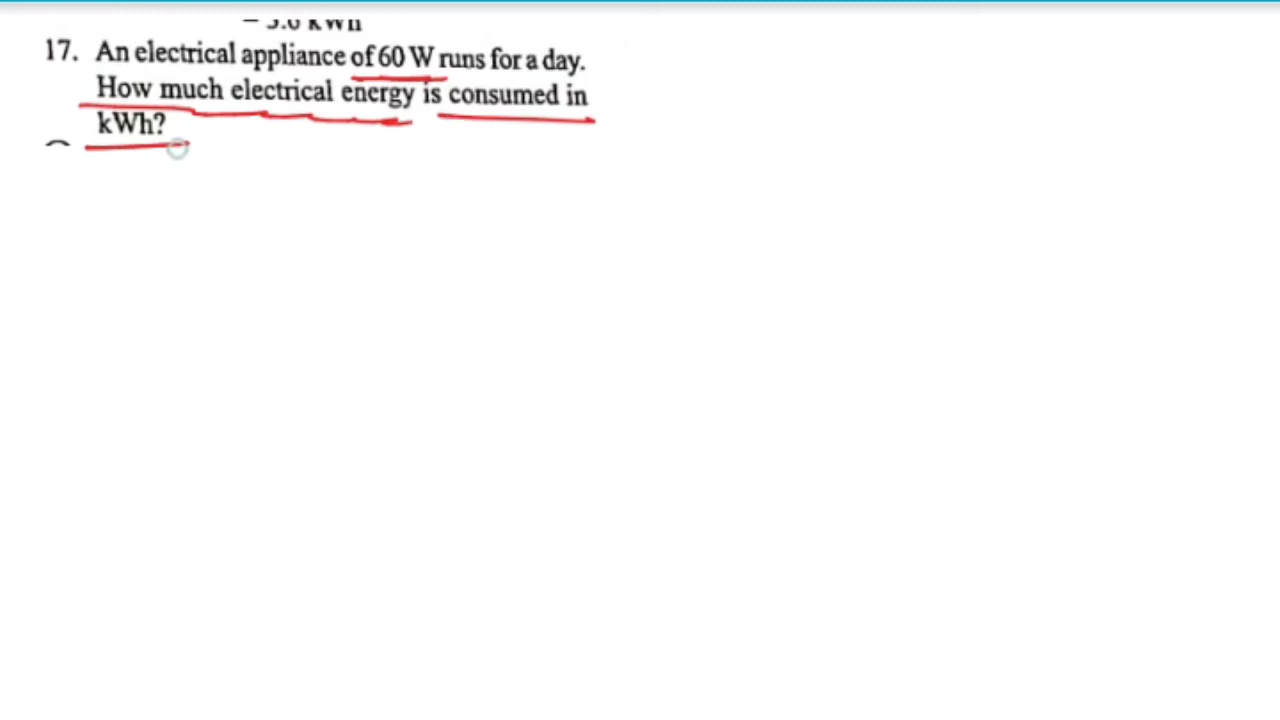 17. An electrical appliance of 60 W runs for a day.
How much electrical energy is consumed in
kWh?